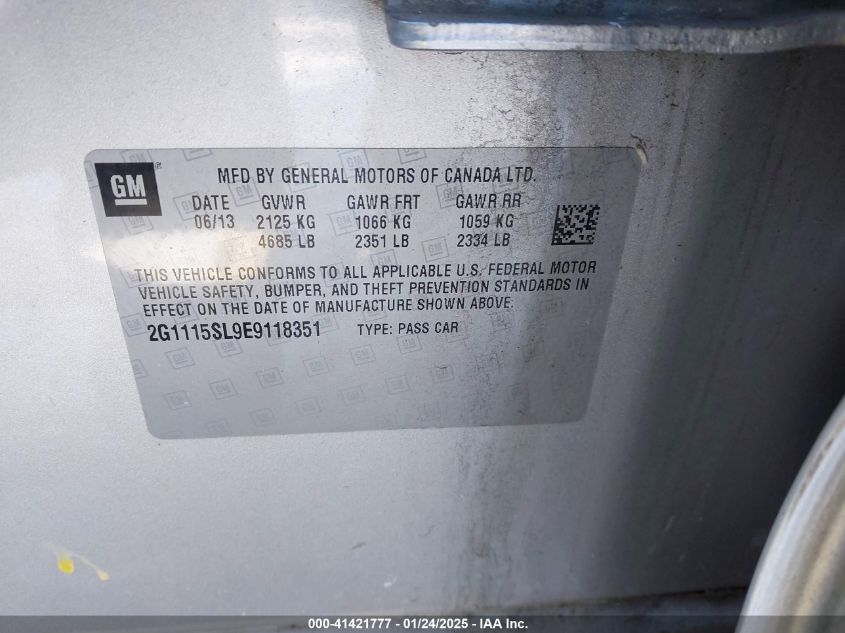 GM
MFD BY GENERAL MOTORS OF CANADA LTD.
DATE GVWR GAWR FRT GAWR RR
06/13 2125 KG 1066 KG 1059 KG
4685 LB 2351 LB 2334 LB
THIS VEHICLE CONFORMS TO ALL APPLICABLE U.S. FEDERAL MOTOR
VEHICLE SAFETY, BUMPER, AND THEFT PREVENTION STANDARDS IN
EFFECT ON THE DATE OF MANUFACTURE SHOWN ABOVE.
2G1115SL9E9118351 TYPE: PASS CAR
000-41421777 - 01/24/2025 - IAA Inc.